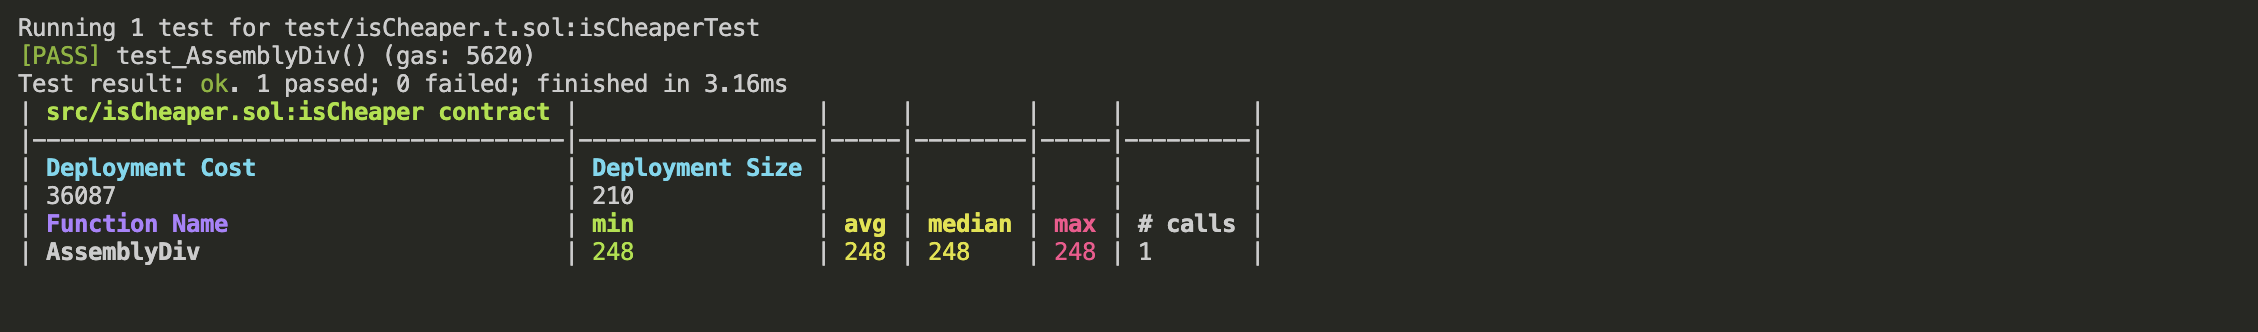 Running 1 test for test/isCheaper.t.sol:isCheaperTest
[PASS] test_AssemblyDiv() (gas: 5620)
Test result: ok. 1 passed; 0 failed; finished in 3.16ms
| src/isCheaper.sol:isCheaper contract |                 |     |        |     |         |
|--------------------------------------|-----------------|-----|--------|-----|---------|
| Deployment Cost                      | Deployment Size |     |        |     |         |
| 36087                                | 210             |     |        |     |         |
| Function Name                        | min             | avg | median | max | # calls |
| AssemblyDiv                          | 248             | 248 | 248    | 248 | 1       |